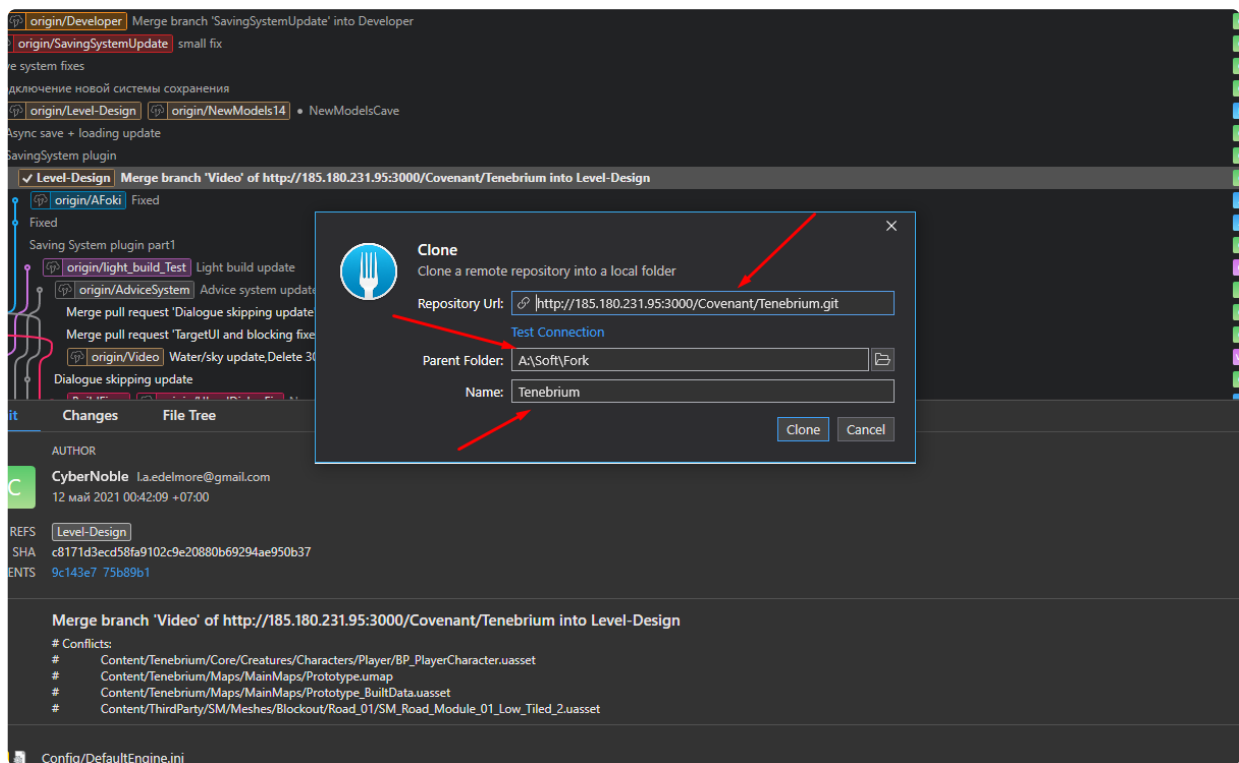 origin/Developer Merge branch 'SavingSystemUpdate' into Developer
origin/SavingSystemUpdate small fix
ve system fixes
дключение новой системы сохранения
origin/Level-Design origin/NewModels14 • NewModelsCave
Async save + loading update
SavingSystem plugin
✓ Level-Design Merge branch 'Video' of http://185.180.231.95:3000/Covenant/Tenebrium into Level-Design
origin/AFoki Fixed
Fixed
Saving System plugin part1
origin/light_build_Test Light build update
origin/AdviceSystem Advice system update
Merge pull request 'Dialogue skipping update'
Merge pull request 'TargetUI and blocking fixe
origin/Video Water/sky update,Delete 30
Dialogue skipping update
Clone
Clone a remote repository into a local folder
Repository Url: http://185.180.231.95:3000/Covenant/Tenebrium.git
Test Connection
Parent Folder: A:\Soft\Fork
Name: Tenebrium
Clone Cancel
it Changes File Tree
AUTHOR
C
CyberNoble l.a.edelmore@gmail.com
12 май 2021 00:42:09 +07:00
REFS Level-Design
SHA c8171d3ecd58fa9102c9e20880b69294ae950b37
ENTS 9c143e7 75b89b1
Merge branch 'Video' of http://185.180.231.95:3000/Covenant/Tenebrium into Level-Design
# Conflicts:
# Content/Tenebrium/Core/Creatures/Characters/Player/BP_PlayerCharacter.uasset
# Content/Tenebrium/Maps/MainMaps/Prototype.umap
# Content/Tenebrium/Maps/MainMaps/Prototype_BuiltData.uasset
# Content/ThirdParty/SM/Meshes/Blockout/Road_01/SM_Road_Module_01_Low_Tiled_2.uasset
Config/DefaultEngine.ini